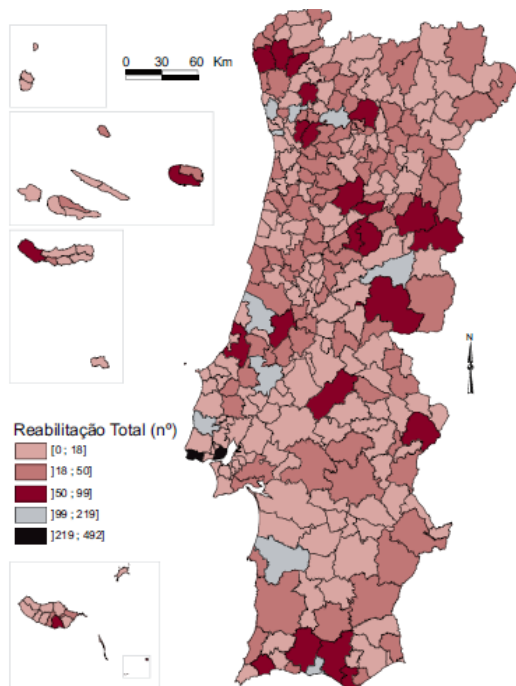 0 30 60 Km
N
Reabilitação Total (nº)
[0 ; 18]
]18 ; 50]
]50 ; 99]
]99 ; 219]
]219 ; 492]